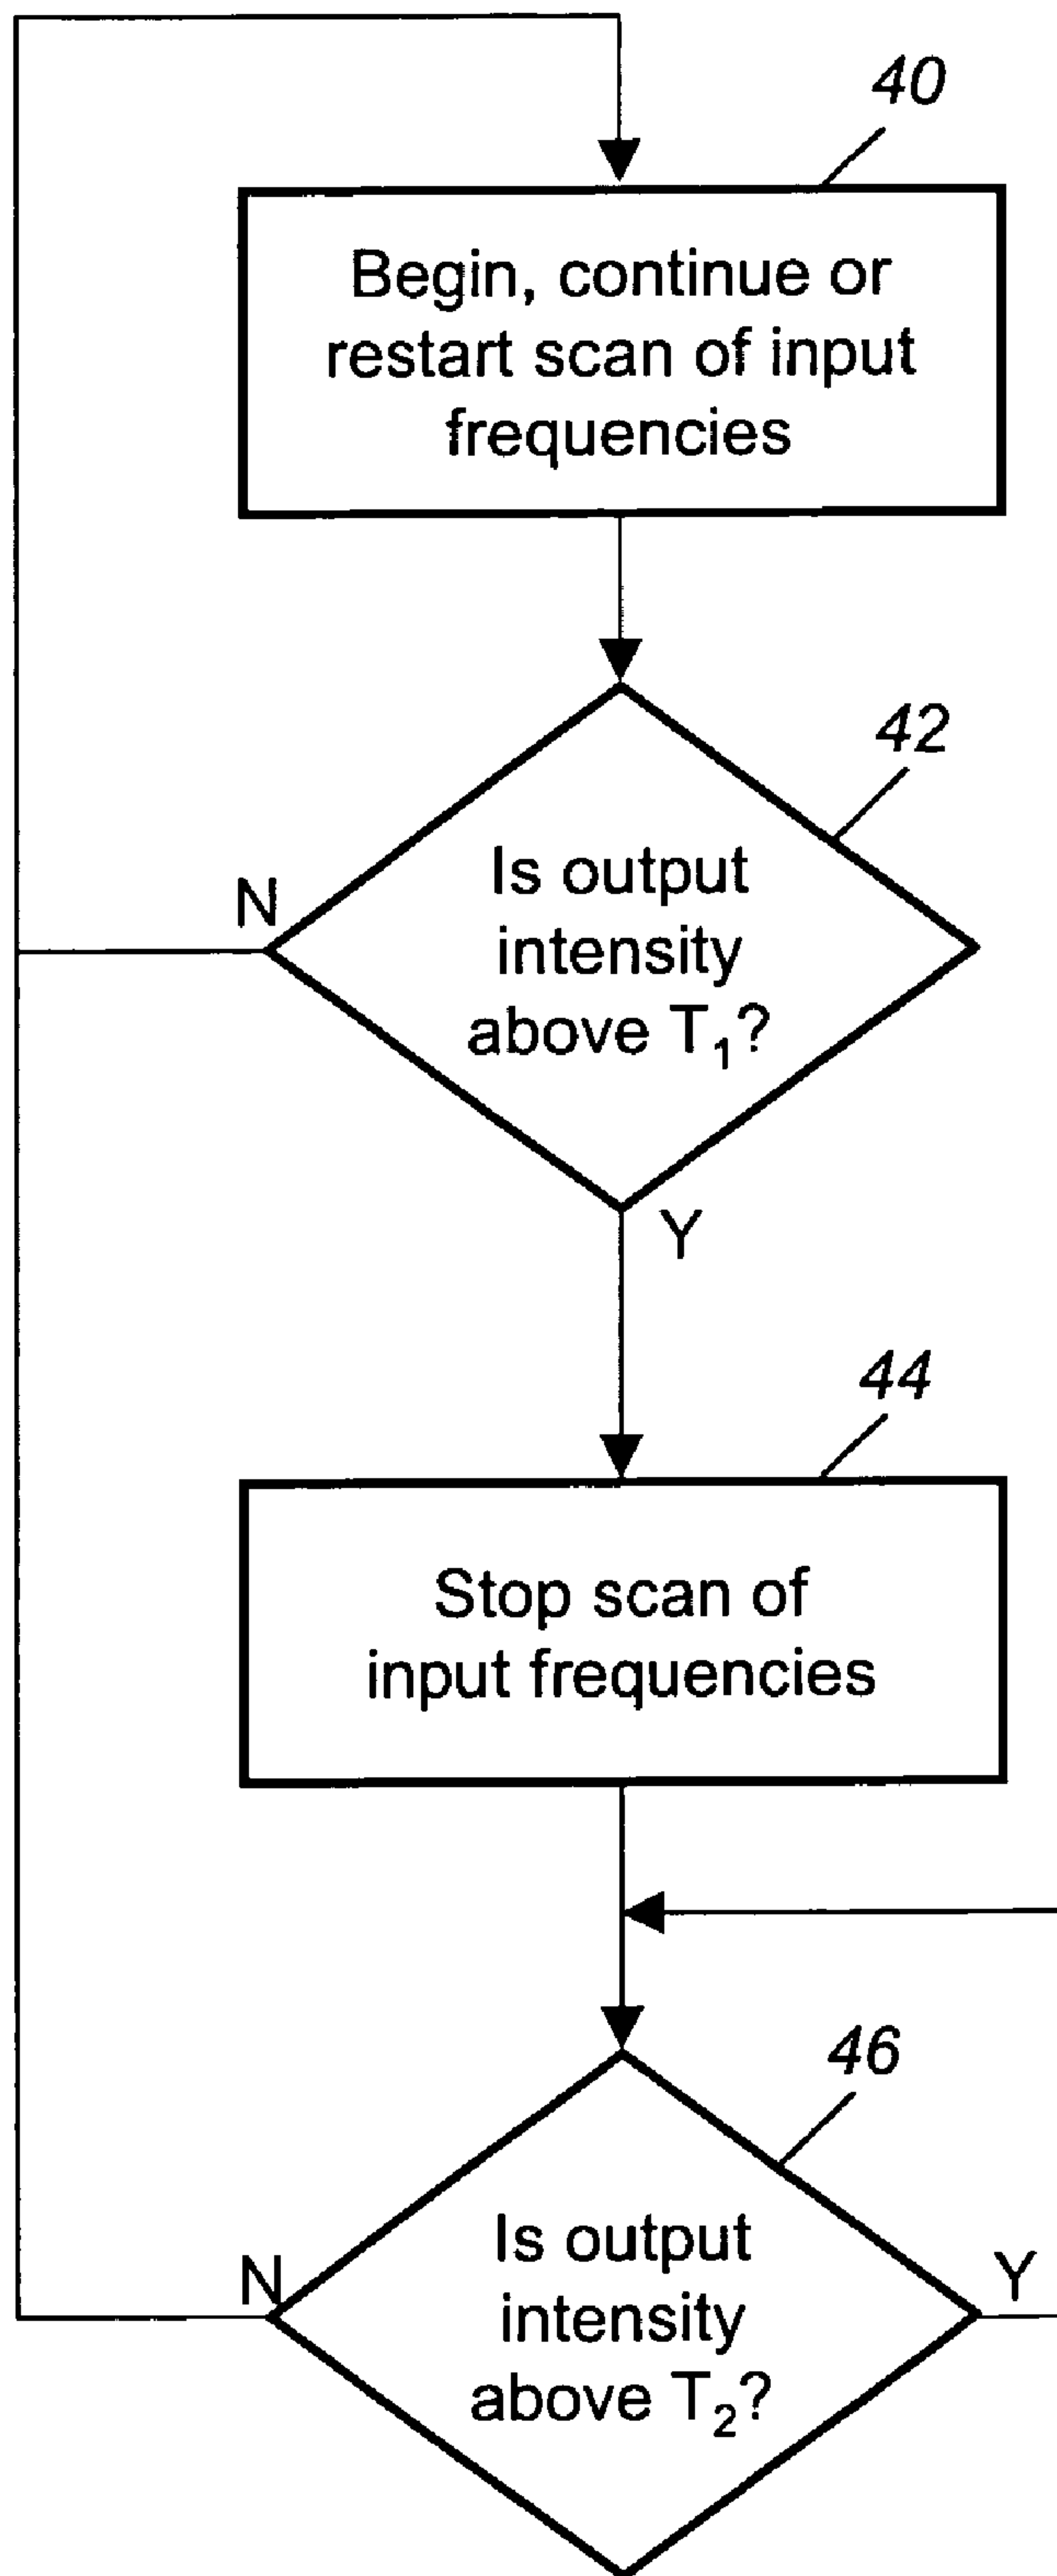 40
Begin, continue or
restart scan of input
frequencies
42
N
Is output
intensity
above T₁?
Y
44
Stop scan of
input frequencies
46
N
Is output
intensity
above T₂?
Y